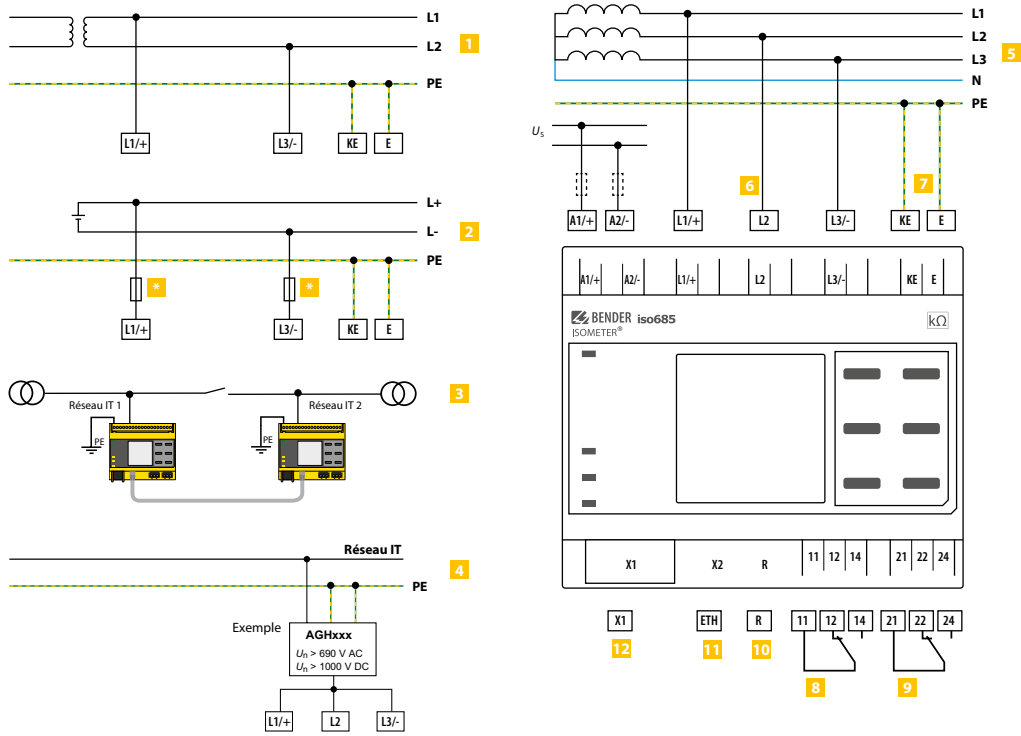 L1
L2
1
PE
L1/+
L3/-
KE
E
L+
L-
2
PE
*
*
L1/+
L3/-
KE
E
3
Réseau IT 1
Réseau IT 2
PE
PE
Réseau IT
4
PE
Exemple
AGHxxx
Un > 690 V AC
Un > 1000 V DC
L1/+
L2
L3/-
L1
L2
L3
5
N
PE
Us
6
7
A1/+
A2/-
L1/+
L2
L3/-
KE
E
A1/+
A2/-
L1/+
L2
L3/-
KE
E
BENDER iso685
ISOMETER®
kΩ
X1
X2
R
11
12
14
21
22
24
X1
ETH
R
11
12
14
21
22
24
12
11
10
8
9